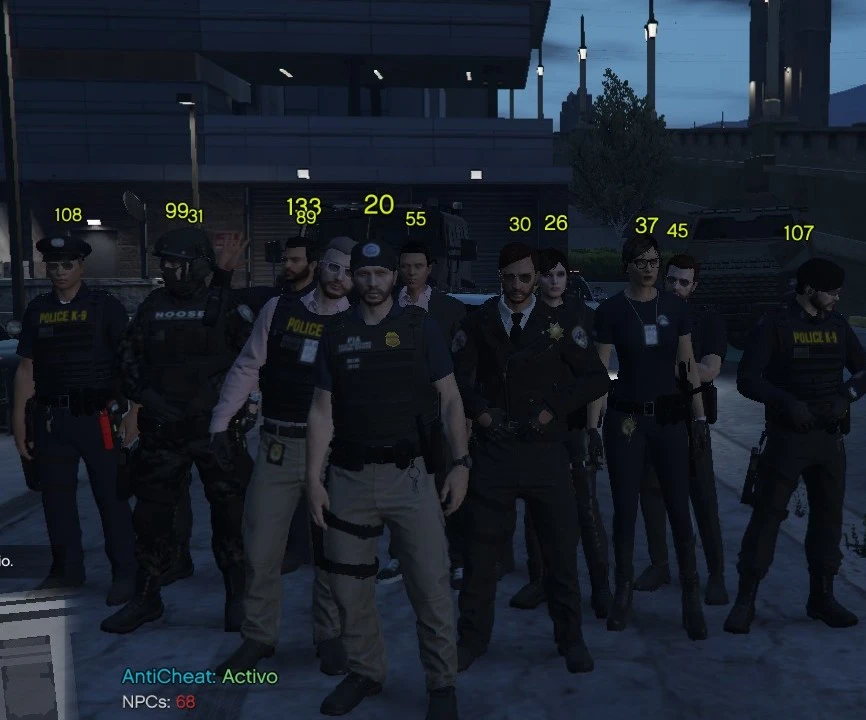 108
99
31
133
89
20
55
30
26
37
45
107
POLICE K-9
NOOSE
POLICE
POLICE K-9
io.
AntiCheat: Activo
NPCs: 68